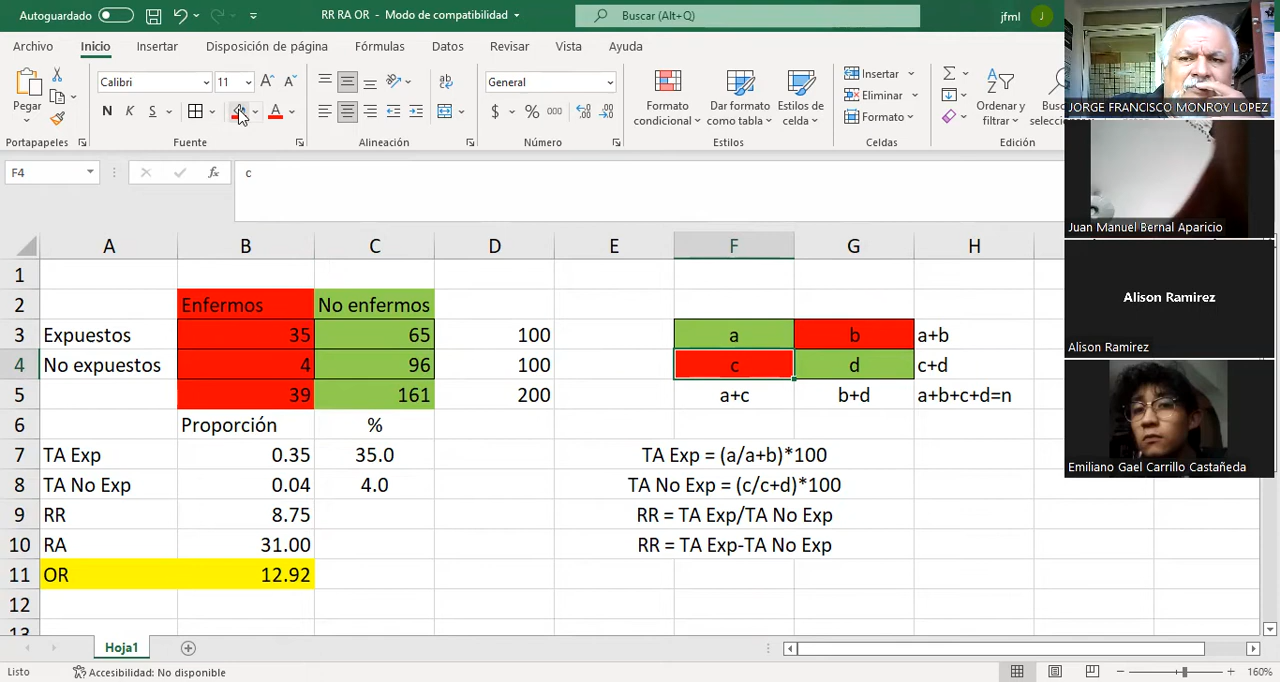 Autoguardado
RR RA OR - Modo de compatibilidad
Buscar (Alt+Q)
jfml
J
Archivo Inicio Insertar Disposición de página Fórmulas Datos Revisar Vista Ayuda
Pegar
Calibri 11
N K S
General
$ % 000
Formato condicional
Dar formato como tabla
Estilos de celda
Insertar
Eliminar
Formato
Ordenar y filtrar
Portapapeles Fuente Alineación Número Estilos Celdas Edición
F4 fx c
A B C D E F G H
1
2 Enfermos No enfermos
3 Expuestos 35 65 100 a b a+b
4 No expuestos 4 96 100 c d c+d
5 39 161 200 a+c b+d a+b+c+d=n
6 Proporción %
7 TA Exp 0.35 35.0 TA Exp = (a/a+b)*100
8 TA No Exp 0.04 4.0 TA No Exp = (c/c+d)*100
9 RR 8.75 RR = TA Exp/TA No Exp
10 RA 31.00 RR = TA Exp-TA No Exp
11 OR 12.92
12
13
Hoja1
Listo
Accesibilidad: No disponible
160%
JORGE FRANCISCO MONROY LOPEZ
Juan Manuel Bernal Aparicio
Alison Ramirez
Alison Ramirez
Emiliano Gael Carrillo Castañeda